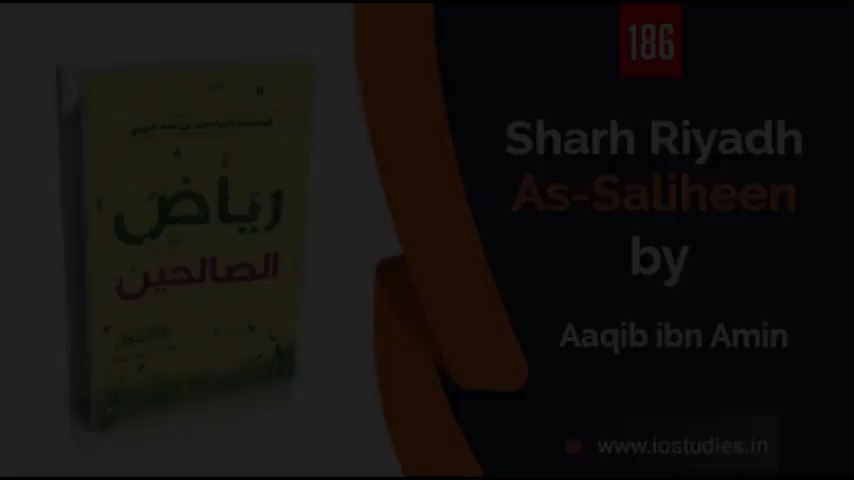 186
Sharh Riyadh
As-Saliheen
by
Aaqib ibn Amin
www.iostudies.in
رياض
الصالحين